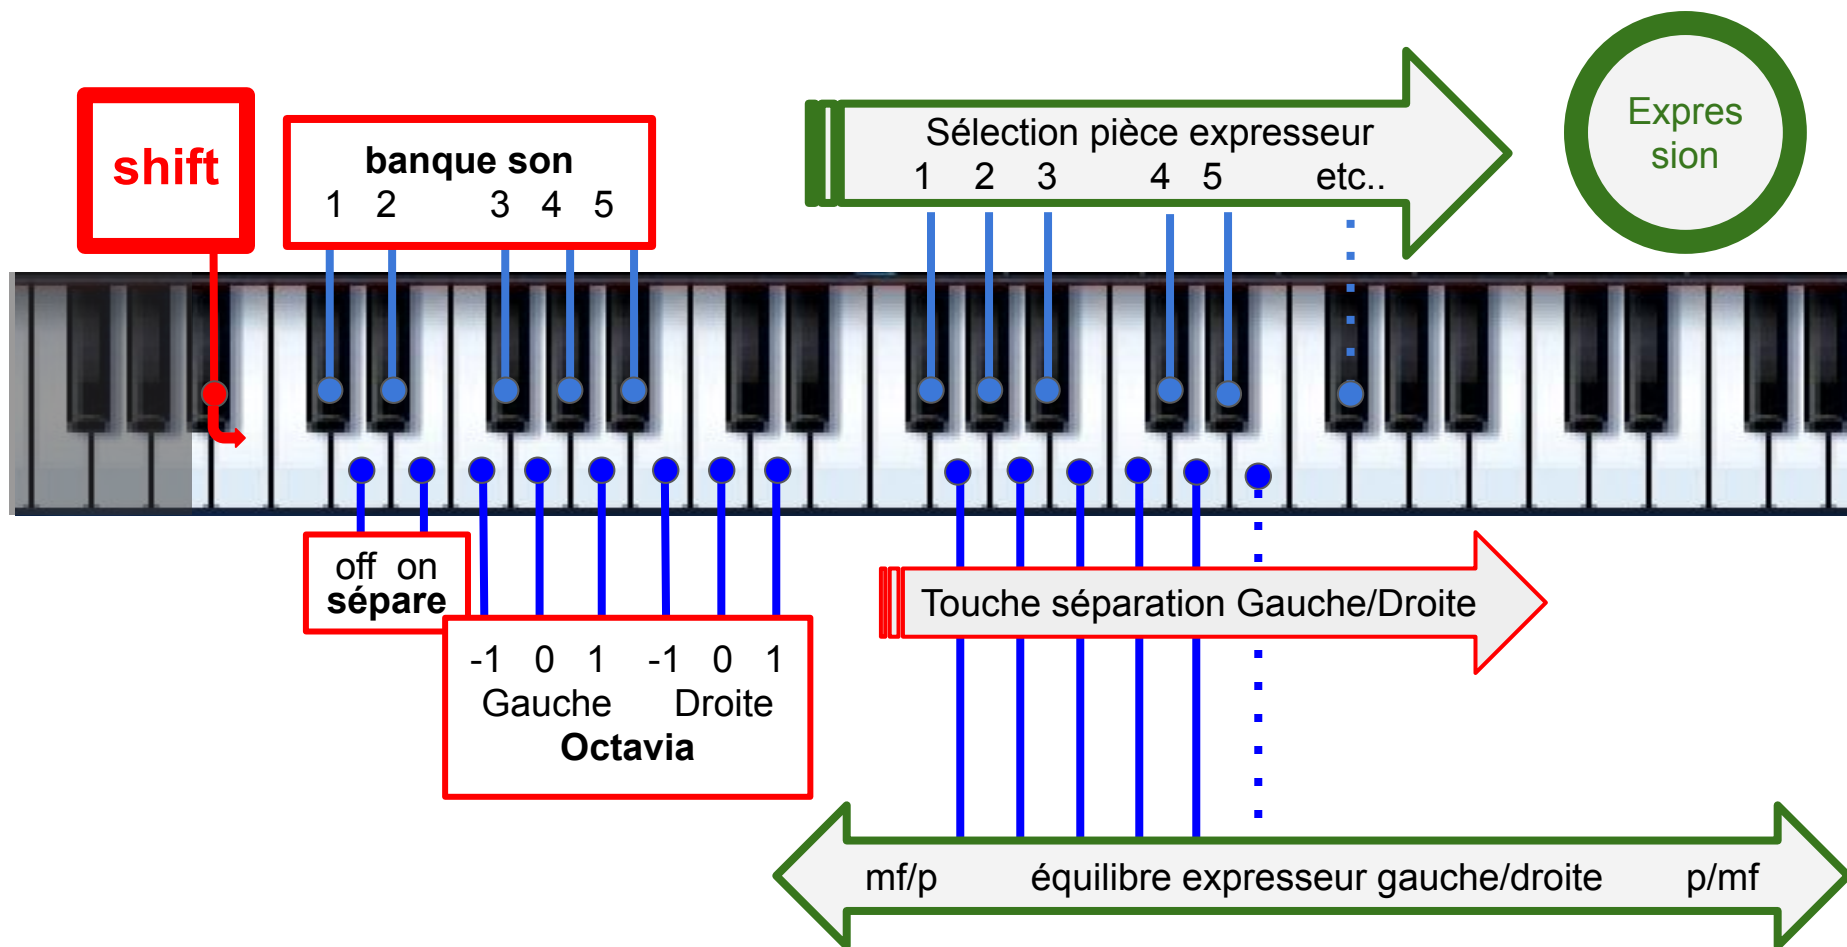 shift
banque son
1 2 3 4 5
Sélection pièce expresseur
1 2 3 4 5 etc..
Expres
sion
off on
sépare
-1 0 1 -1 0 1
Gauche Droite
Octavia
Touche séparation Gauche/Droite
mf/p équilibre expresseur gauche/droite p/mf